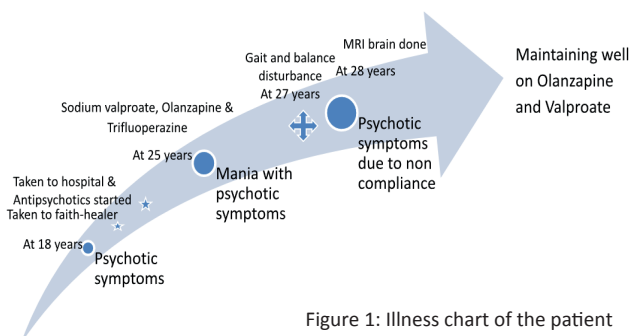 MRI brain done
Gait and balance
disturbance
At 28 years
At 27 years
Maintaining well
on Olanzapine
and Valproate
Sodium valproate, Olanzapine &
Trifluoperazine
Psychotic
symptoms
due to non
compliance
At 25 years
Mania with
psychotic
symptoms
Taken to hospital &
Antipsychotics started
Taken to faith-healer
At 18 years
Psychotic
symptoms
Figure 1: Illness chart of the patient